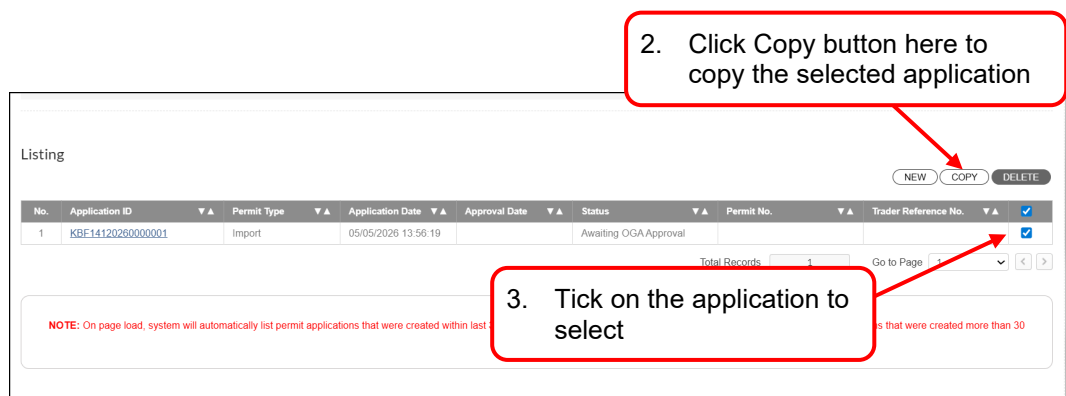 2. Click Copy button here to
copy the selected application
Listing
NEW COPY DELETE
No. Application ID ▼▲ Permit Type ▼▲ Application Date ▼▲ Approval Date ▼▲ Status ▼▲ Permit No. ▼▲ Trader Reference No. ▼▲
1 KBF14120260000001 Import 05/05/2026 13:56:19 Awaiting OGA Approval
Total Records 1 Go to Page 1 < >
3. Tick on the application to
select
NOTE: On page load, system will automatically list permit applications that were created within last that were created more than 30